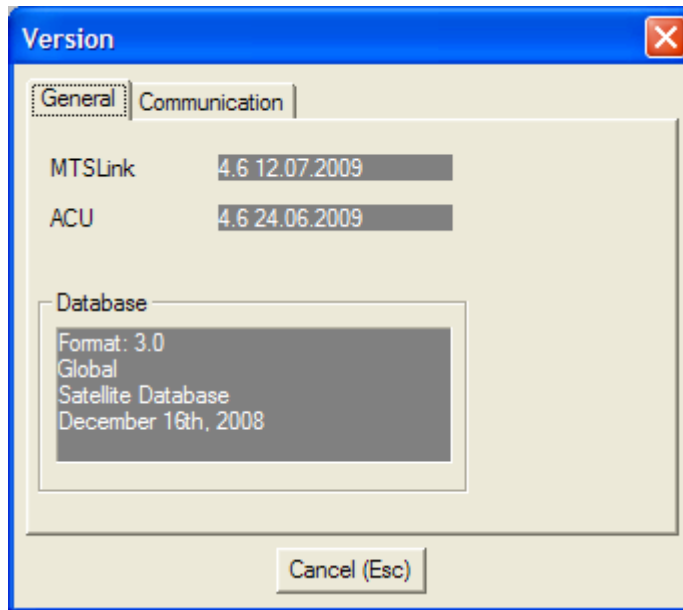 Version
General
Communication
MTSLink 4.6 12.07.2009
ACU 4.6 24.06.2009
Database
Format: 3.0
Global
Satellite Database
December 16th, 2008
Cancel (Esc)